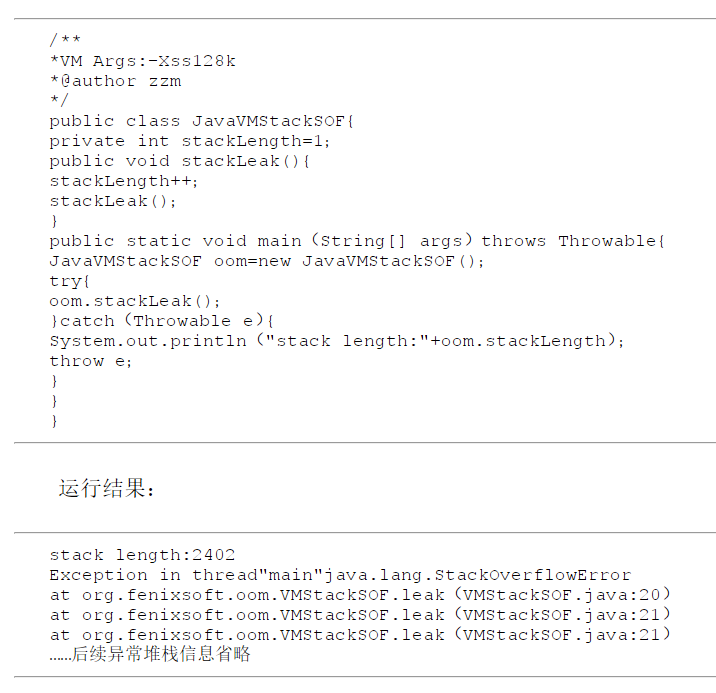 /**
*VM Args:-Xss128k
*@author zzm
*/
public class JavaVMStackSOF{
private int stackLength=1;
public void stackLeak(){
stackLength++;
stackLeak();
}
public static void main（String[] args）throws Throwable{
JavaVMStackSOF oom=new JavaVMStackSOF();
try{
oom.stackLeak();
}catch（Throwable e）{
System.out.println（"stack length:"+oom.stackLength）;
throw e;
}
}
}
运行结果：
stack length:2402
Exception in thread"main"java.lang.StackOverflowError
at org.fenixsoft.oom.VMStackSOF.leak（VMStackSOF.java:20）
at org.fenixsoft.oom.VMStackSOF.leak（VMStackSOF.java:21）
at org.fenixsoft.oom.VMStackSOF.leak（VMStackSOF.java:21）
……后续异常堆栈信息省略